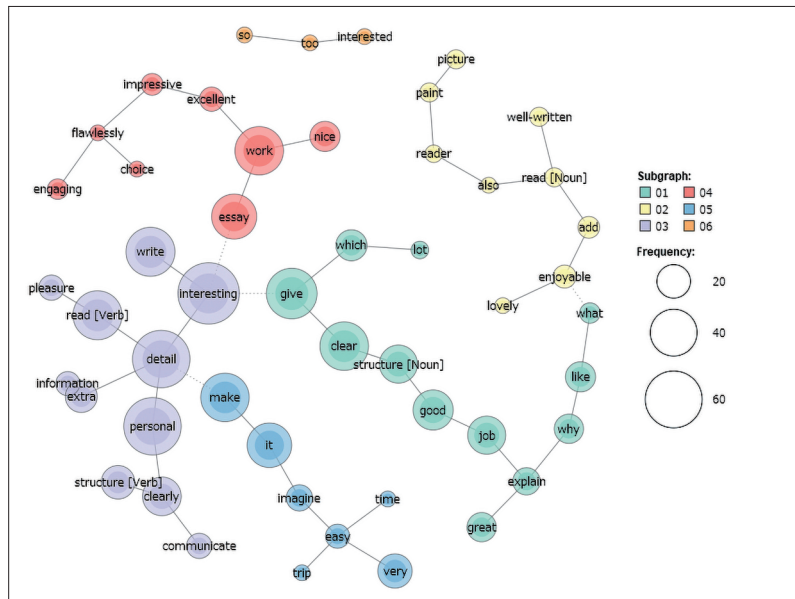 so
too
interested
picture
impressive
excellent
paint
well-written
flawlessly
work
nice
reader
choice
read [Noun]
also
engaging
Subgraph:
01 04
02 05
03 06
essay
add
which
lot
write
Frequency:
enjoyable
20
pleasure
interesting
give
lovely
what
read [Verb]
40
clear
detail
structure [Noun]
like
information
extra
make
60
good
personal
job
why
it
structure [Verb]
clearly
imagine
time
explain
great
easy
communicate
trip
very